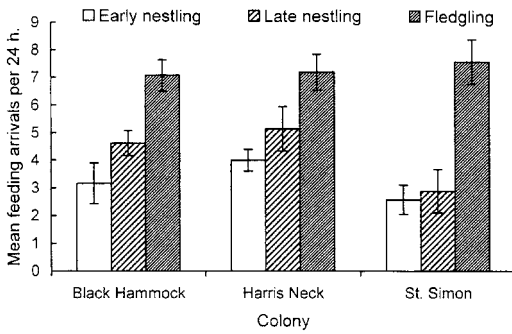 Early nestling Late nestling Fledgling
Mean feeding arrivals per 24 h.
9
8
7
6
5
4
3
2
1
0
Black Hammock Harris Neck St. Simon
Colony